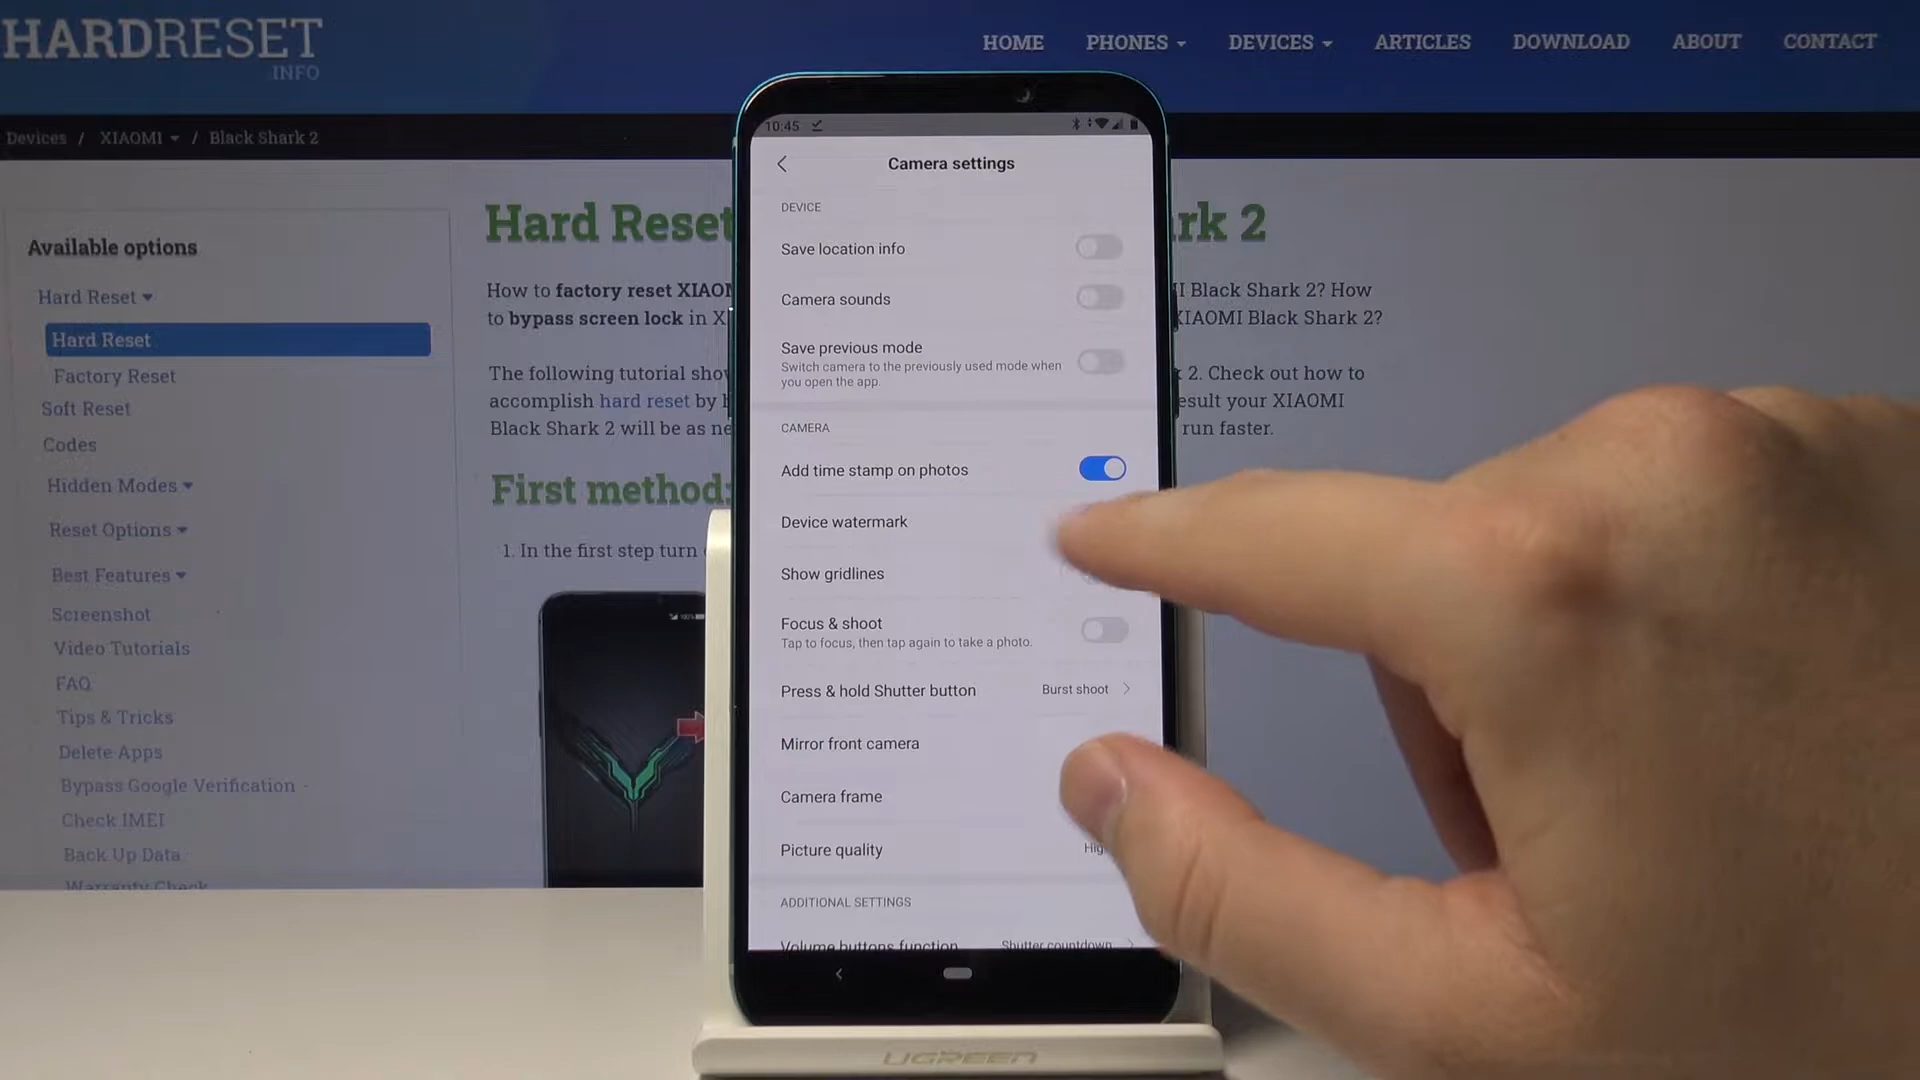 HARDRESET
.INFO
HOME PHONES DEVICES ARTICLES DOWNLOAD ABOUT CONTACT
Devices / XIAOMI / Black Shark 2
Available options
Hard Reset
Hard Reset
Factory Reset
Soft Reset
Codes
Hidden Modes
Reset Options
Best Features
Screenshot
Video Tutorials
FAQ
Tips & Tricks
Delete Apps
Bypass Google Verification
Check IMEI
Back Up Data
Warranty Check
Hard Reset rk 2
How to factory reset XIAOM I Black Shark 2? How
to bypass screen lock in X XIAOMI Black Shark 2?
The following tutorial show 2. Check out how to
accomplish hard reset by esult your XIAOMI
Black Shark 2 will be as ne run faster.
First method:
1. In the first step turn
10:45
Camera settings
DEVICE
Save location info
Camera sounds
Save previous mode
Switch camera to the previously used mode when
you open the app.
CAMERA
Add time stamp on photos
Device watermark
Show gridlines
Focus & shoot
Tap to focus, then tap again to take a photo.
Press & hold Shutter button Burst shoot
Mirror front camera
Camera frame
Picture quality Hig
ADDITIONAL SETTINGS
Volume buttons function Shutter countdown
UGREEN